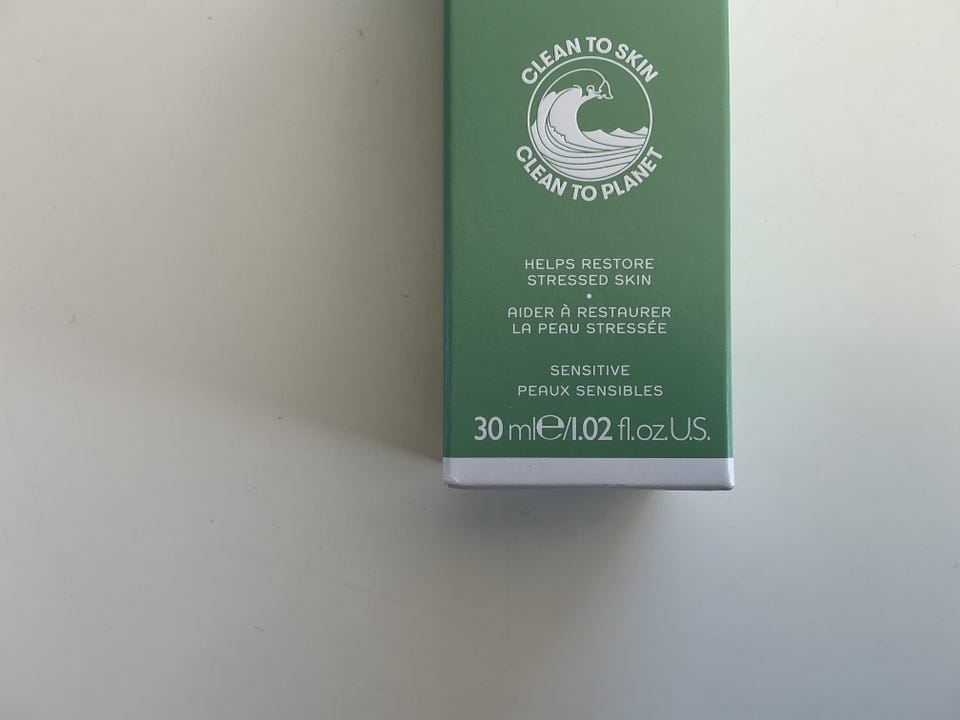 CLEAN TO SKIN
CLEAN TO PLANET
HELPS RESTORE
STRESSED SKIN
•
AIDER À RESTAURER
LA PEAU STRESSÉE
SENSITIVE
PEAUX SENSIBLES
30 ml℮/1.02 fl.oz.U.S.